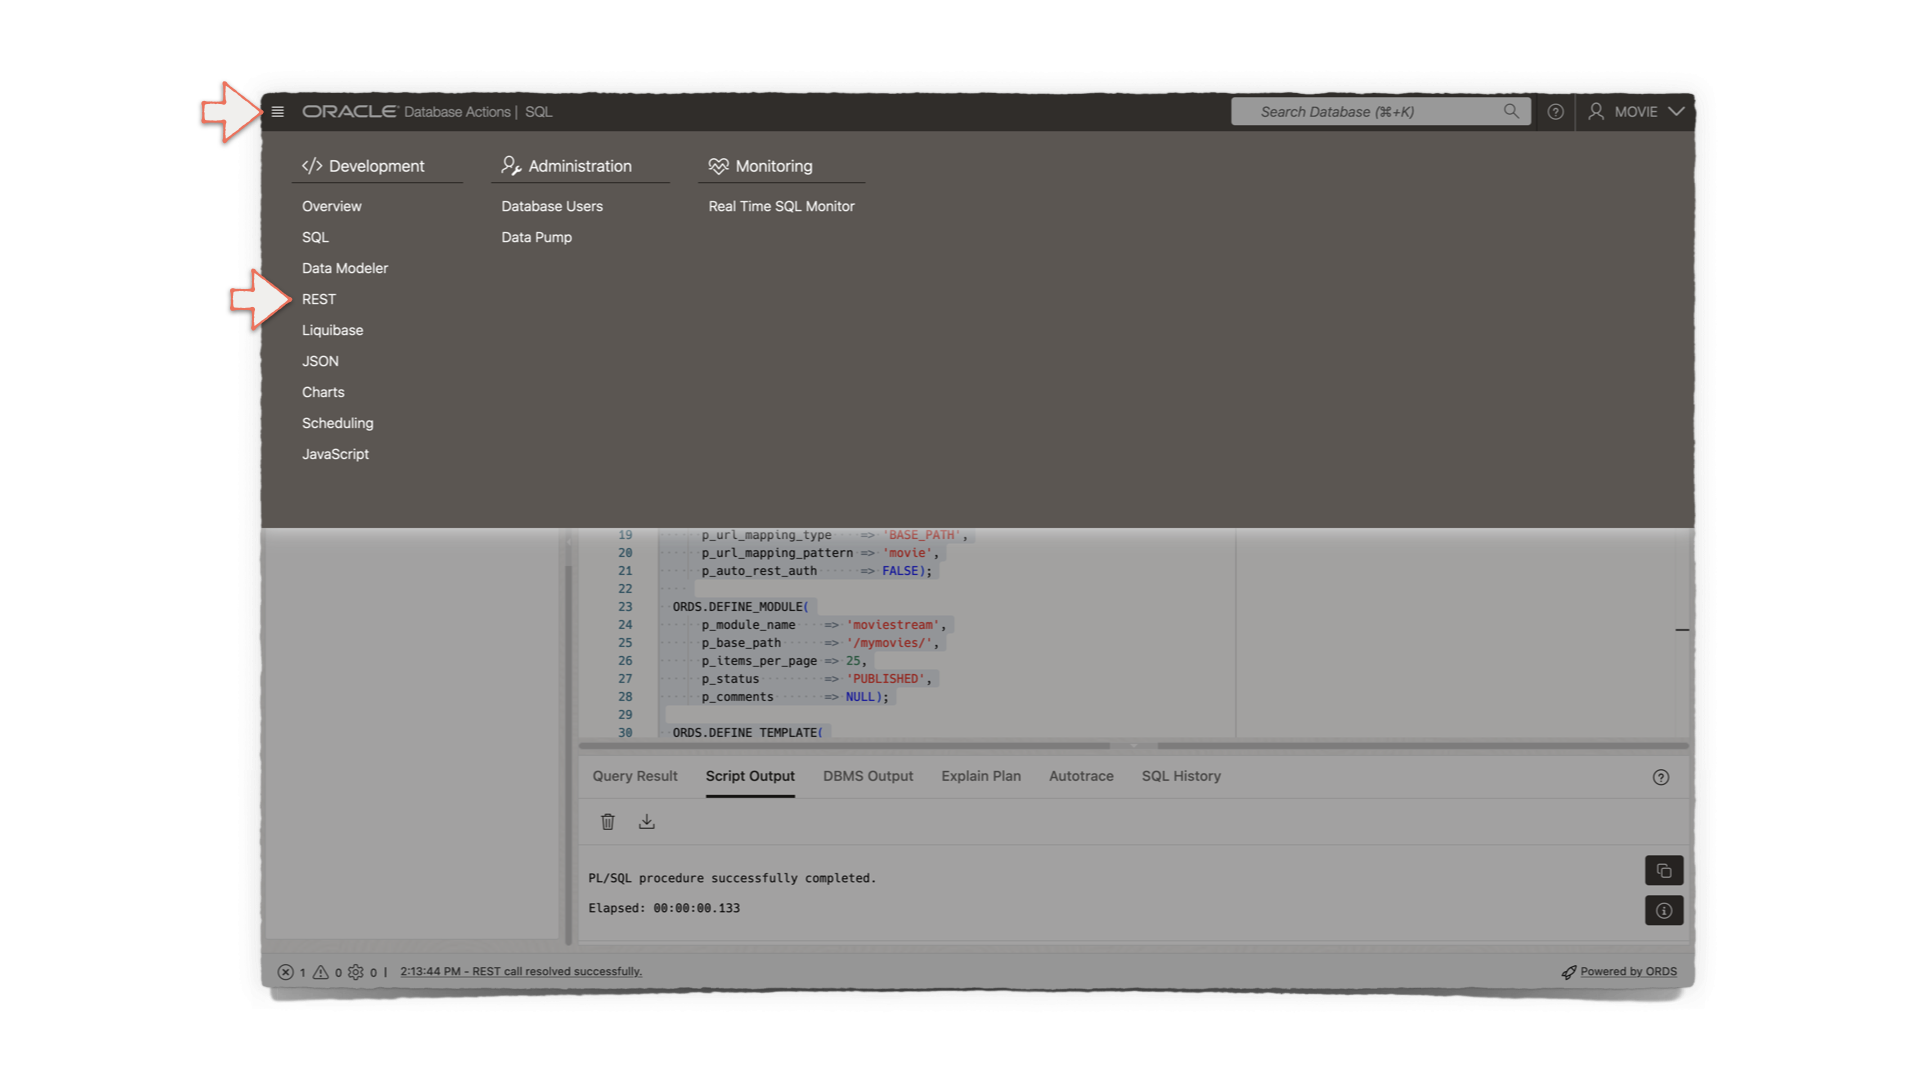 ORACLE Database Actions | SQL
Search Database (⌘+K)
MOVIE
Development
Overview
SQL
Data Modeler
REST
Liquibase
JSON
Charts
Scheduling
JavaScript
Administration
Database Users
Data Pump
Monitoring
Real Time SQL Monitor
19 p_url_mapping_type => 'BASE_PATH',
20 p_url_mapping_pattern => 'movie',
21 p_auto_rest_auth => FALSE);
22
23 ORDS.DEFINE_MODULE(
24 p_module_name => 'moviestream',
25 p_base_path => '/mymovies/',
26 p_items_per_page => 25,
27 p_status => 'PUBLISHED',
28 p_comments => NULL);
29
30 ORDS.DEFINE_TEMPLATE(
Query Result Script Output DBMS Output Explain Plan Autotrace SQL History
PL/SQL procedure successfully completed.
Elapsed: 00:00:00.133
1 0 0 | 2:13:44 PM - REST call resolved successfully.
Powered by ORDS